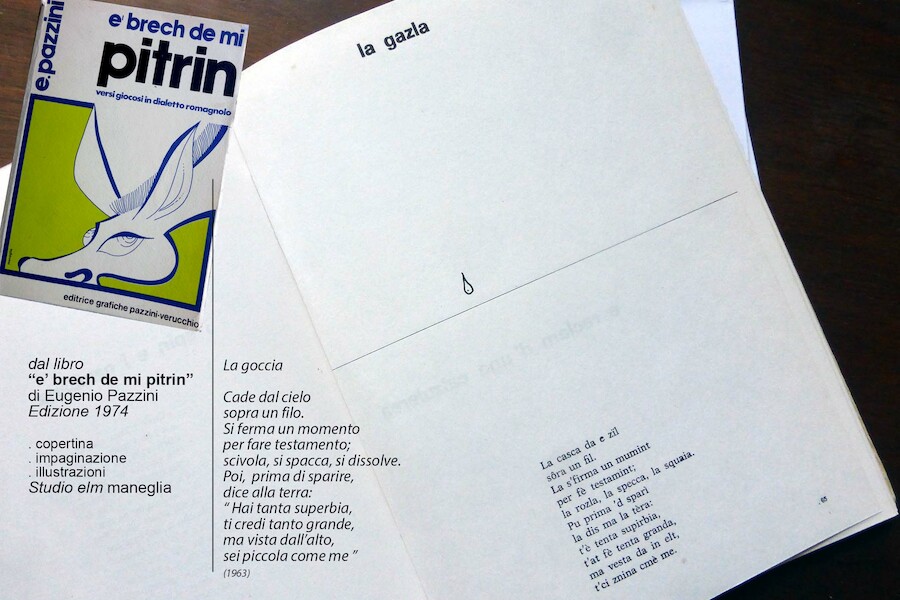 e.pazzini
e' brech de mi
pitrin
versi giocosi in dialetto romagnolo
editrice grafiche pazzini-verucchio
dal libro
“e’ brech de mi pitrin”
di Eugenio Pazzini
Edizione 1974
. copertina
. impaginazione
. illustrazioni
Studio elm maneglia
La goccia
Cade dal cielo
sopra un filo.
Si ferma un momento
per fare testamento;
scivola, si spacca, si dissolve.
Poi, prima di sparire,
dice alla terra:
“ Hai tanta superbia,
ti credi tanto grande,
ma vista dall’alto,
sei piccola come me ”
(1963)
la gazla
La casca da e zil
sôra un fil.
La s'firma un mumint
per fè testamint;
la rozla, la specca, la squaia.
Pu prima 'd spari
la dis ma la tèra:
t'è tenta supirbia,
t'at fè tenta granda,
ma vesta da in elt,
t'ci znina cmè me.